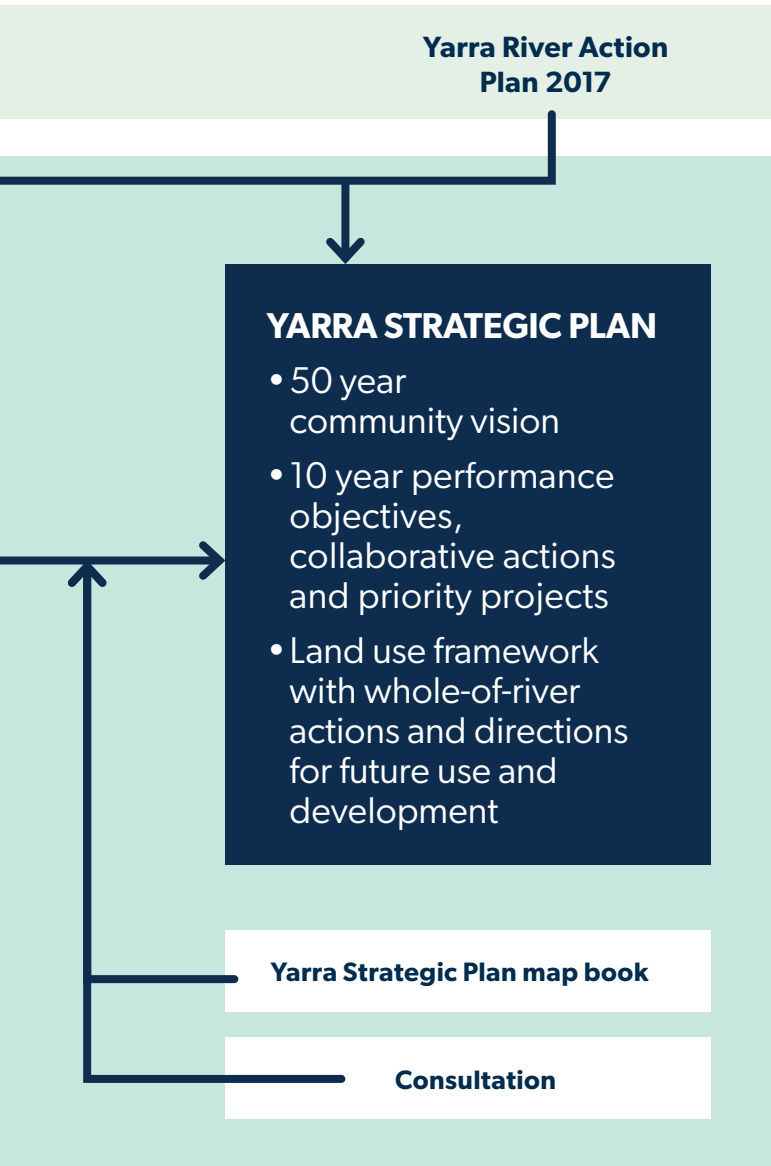 Yarra River Action
Plan 2017
YARRA STRATEGIC PLAN
• 50 year
community vision
• 10 year performance
objectives,
collaborative actions
and priority projects
• Land use framework
with whole-of-river
actions and directions
for future use and
development
Yarra Strategic Plan map book
Consultation